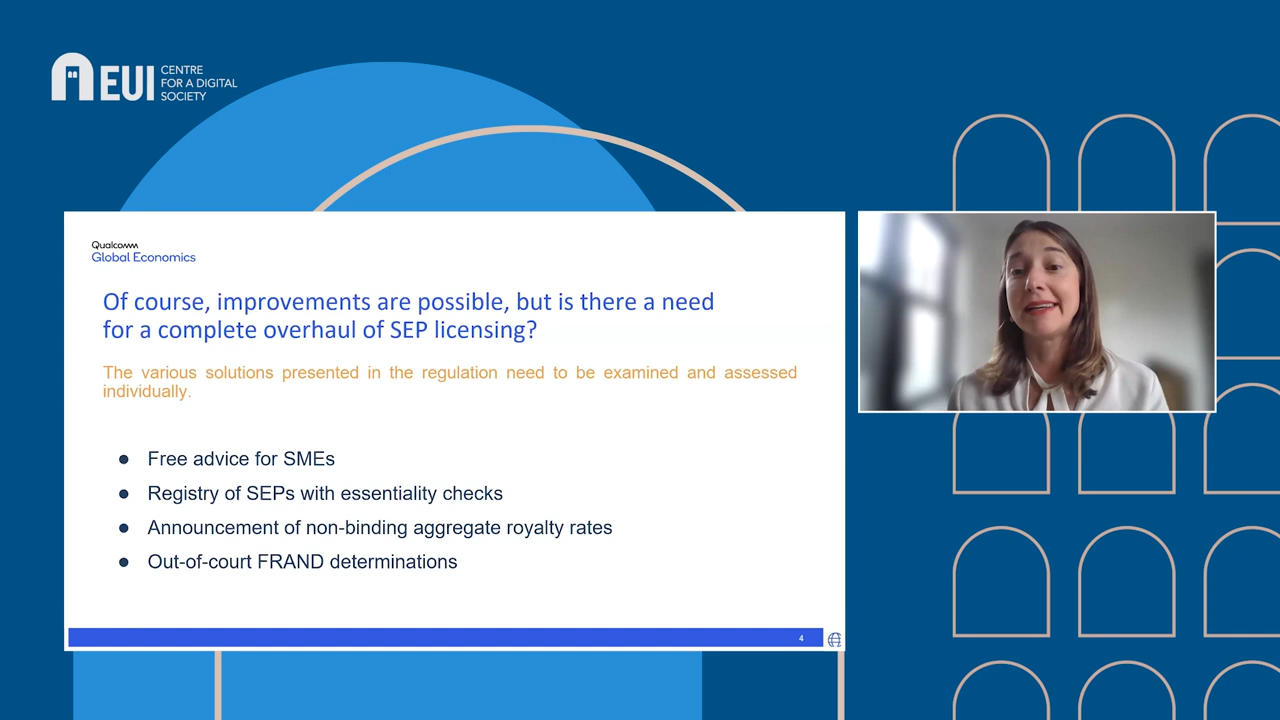 EUI
CENTRE
FOR A DIGITAL
SOCIETY
Qualcomm
Global Economics
Of course, improvements are possible, but is there a need
for a complete overhaul of SEP licensing?
The various solutions presented in the regulation need to be examined and assessed
individually.
● Free advice for SMEs
● Registry of SEPs with essentiality checks
● Announcement of non-binding aggregate royalty rates
● Out-of-court FRAND determinations
4